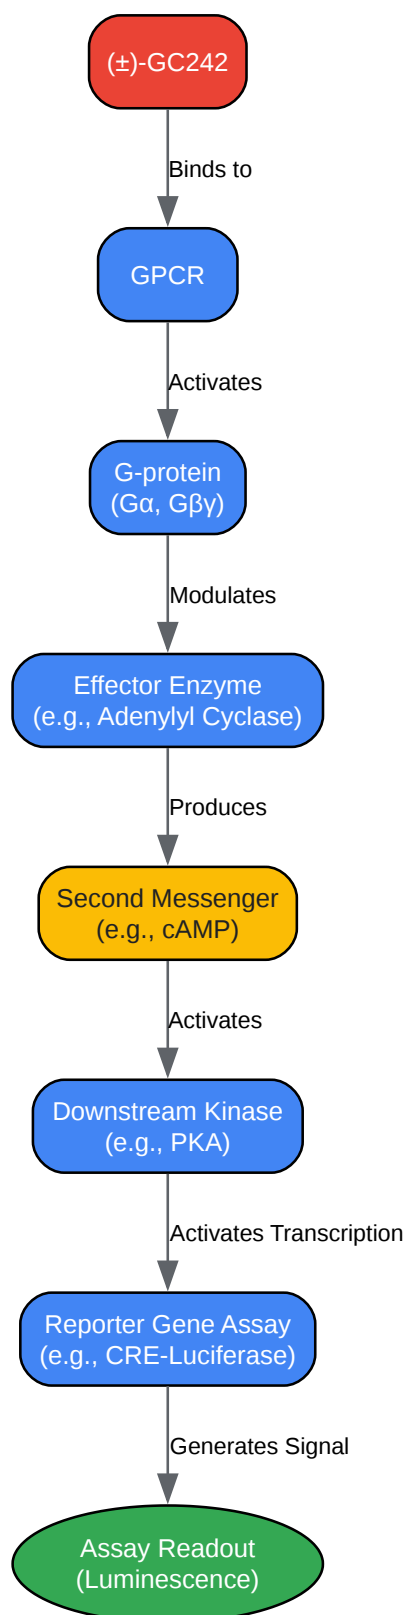 (±)-GC242
Binds to
GPCR
Activates
G-protein
(Gα, Gβγ)
Modulates
Effector Enzyme
(e.g., Adenylyl Cyclase)
Produces
Second Messenger
(e.g., cAMP)
Activates
Downstream Kinase
(e.g., PKA)
Activates Transcription
Reporter Gene Assay
(e.g., CRE-Luciferase)
Generates Signal
Assay Readout
(Luminescence)